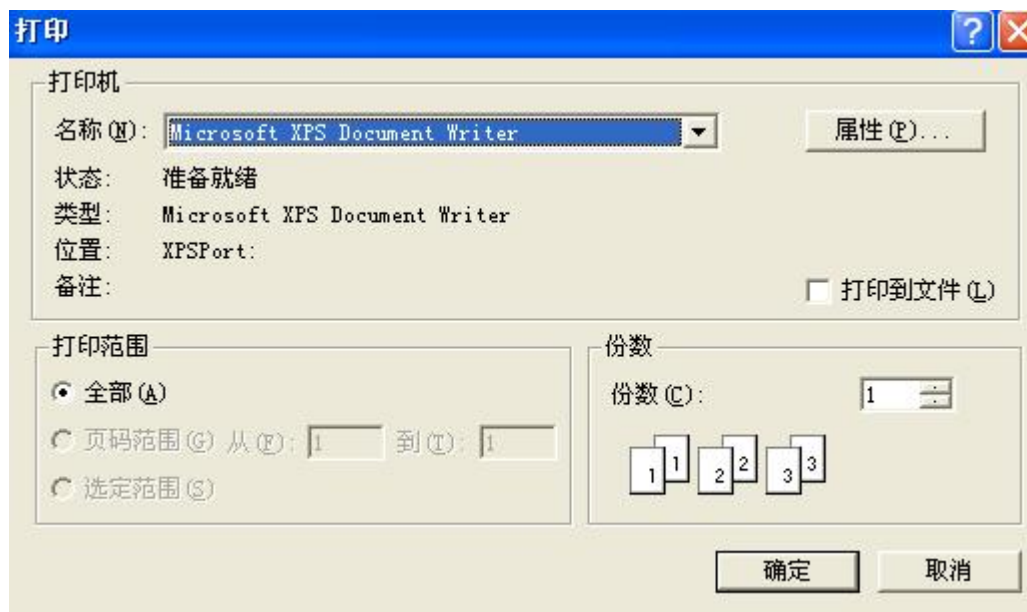 打印
打印机
名称(N): Microsoft XPS Document Writer 属性(P)...
状态: 准备就绪
类型: Microsoft XPS Document Writer
位置: XPSPort:
备注: 打印到文件(L)
打印范围 份数
全部(A) 份数(C): 1
页码范围(G) 从(F): 1 到(T): 1
选定范围(S)
1 1 2 2 3 3
确定 取消